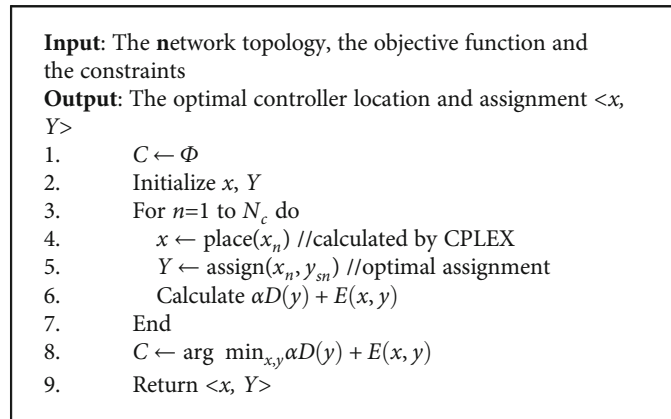 Input: The network topology, the objective function and
the constraints
Output: The optimal controller location and assignment <x,
Y>
1. C ← Φ
2. Initialize x, Y
3. For n=1 to N_c do
4. x ← place(x_n) //calculated by CPLEX
5. Y ← assign(x_n, y_sn) //optimal assignment
6. Calculate αD(y) + E(x, y)
7. End
8. C ← arg min_x,y αD(y) + E(x, y)
9. Return <x, Y>